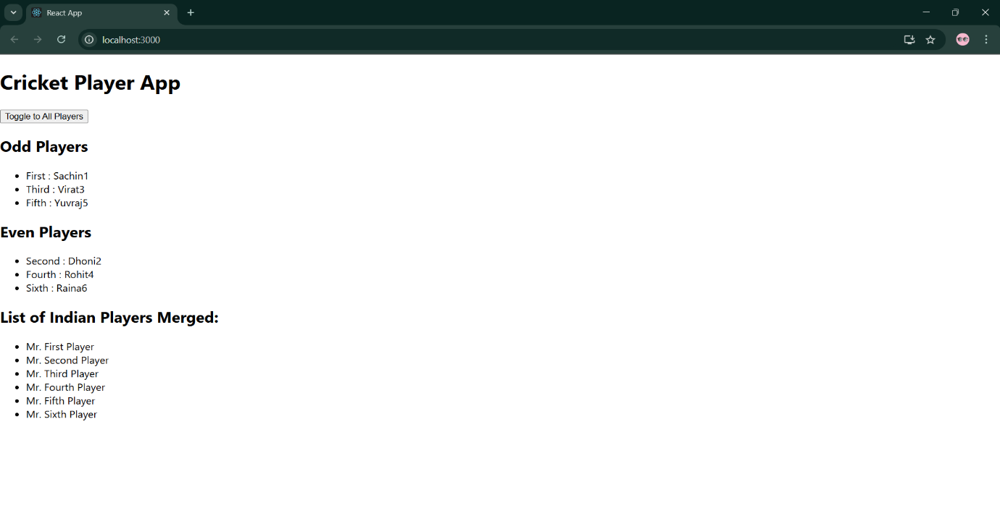 React App
localhost:3000
Cricket Player App
Toggle to All Players
Odd Players
First : Sachin1
Third : Virat3
Fifth : Yuvraj5
Even Players
Second : Dhoni2
Fourth : Rohit4
Sixth : Raina6
List of Indian Players Merged:
Mr. First Player
Mr. Second Player
Mr. Third Player
Mr. Fourth Player
Mr. Fifth Player
Mr. Sixth Player